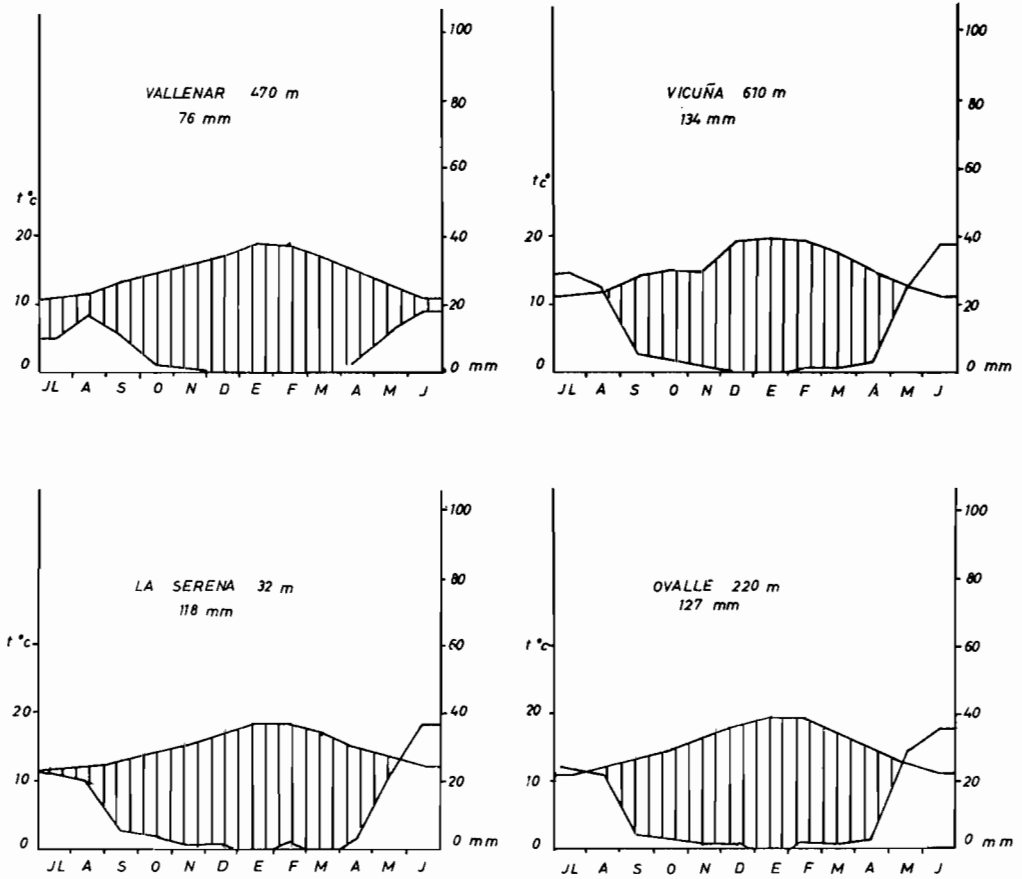 VALLENAR 470 m
76 mm
t°c
20
10
0
100
80
60
40
20
0 mm
JL A S O N D E F M A M J
VICUÑA 610 m
134 mm
t c°
20
10
0
100
80
60
40
20
0 mm
JL A S O N D E F M A M J
LA SERENA 32 m
118 mm
t°c
20
10
0
100
80
60
40
20
0 mm
JL A S O N D E F M A M J
OVALLE 220 m
127 mm
t°c
20
10
0
100
80
60
40
20
0 mm
JL A S O N D E F M A M J